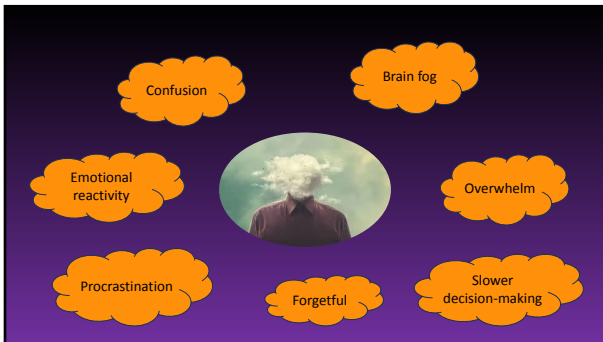 Confusion
Brain fog
Emotional
reactivity
Overwhelm
Procrastination
Forgetful
Slower
decision-making